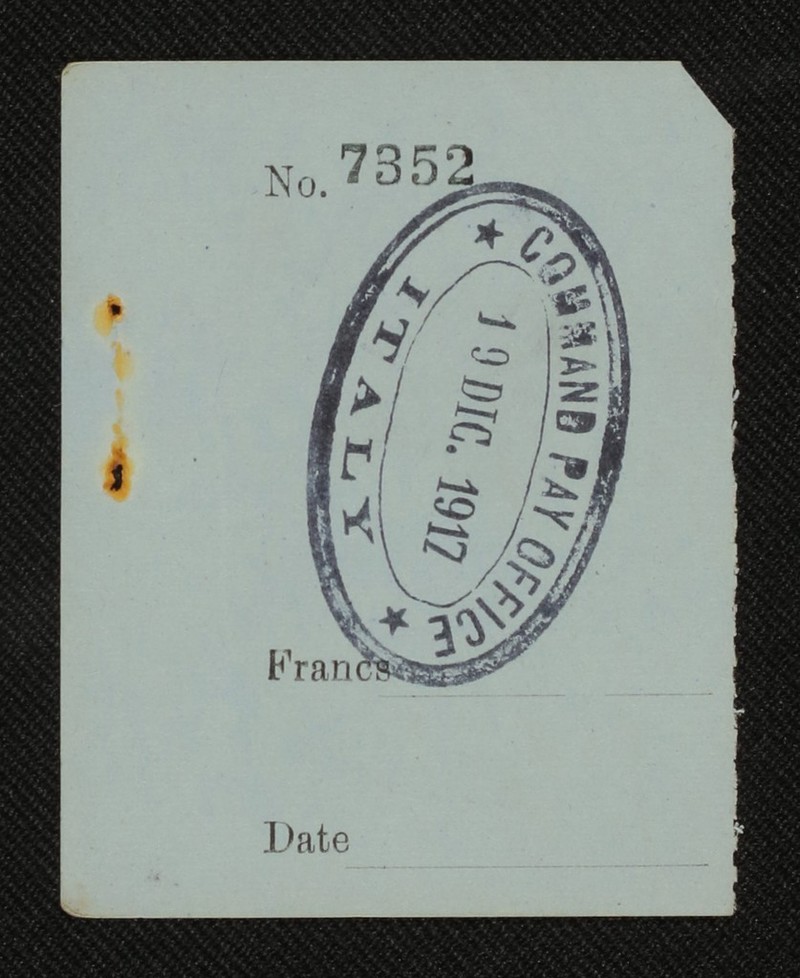 No. 7352
★ COMMAND PAY OFFICE ★
ITALY
19 DIC. 1917
Francs
Date